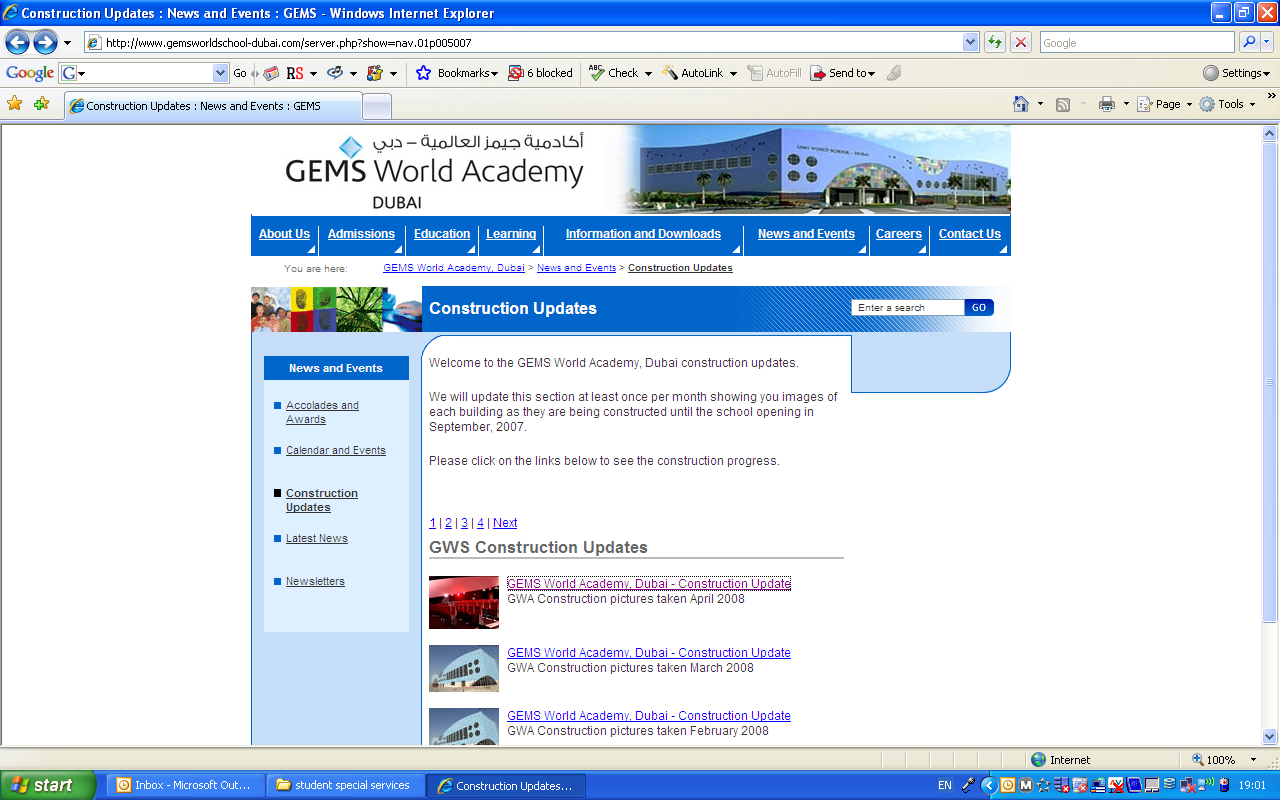 Construction Updates : News and Events : GEMS - Windows Internet Explorer
http://www.gemsworldschool-dubai.com/server.php?show=nav.01p005007
Google
Google G Go RS Bookmarks 6 blocked ABC Check AutoLink AutoFill Send to Settings
Construction Updates : News and Events : GEMS
Page Tools »
أكاديمية جيمز العالمية – دبي
GEMS World Academy
DUBAI
GEMS WORLD SCHOOL - DUBAI
About Us Admissions Education Learning Information and Downloads News and Events Careers Contact Us
You are here: GEMS World Academy, Dubai > News and Events > Construction Updates
Construction Updates
Enter a search GO
News and Events
Accolades and
Awards
Calendar and Events
Construction
Updates
Latest News
Newsletters
Welcome to the GEMS World Academy, Dubai construction updates.
We will update this section at least once per month showing you images of
each building as they are being constructed until the school opening in
September, 2007.
Please click on the links below to see the construction progress.
1 | 2 | 3 | 4 | Next
GWS Construction Updates
GEMS World Academy, Dubai - Construction Update
GWA Construction pictures taken April 2008
GEMS World Academy, Dubai - Construction Update
GWA Construction pictures taken March 2008
GEMS World Academy, Dubai - Construction Update
GWA Construction pictures taken February 2008
Internet 100%
start Inbox - Microsoft Out... student special services Construction Updates... EN 19:01